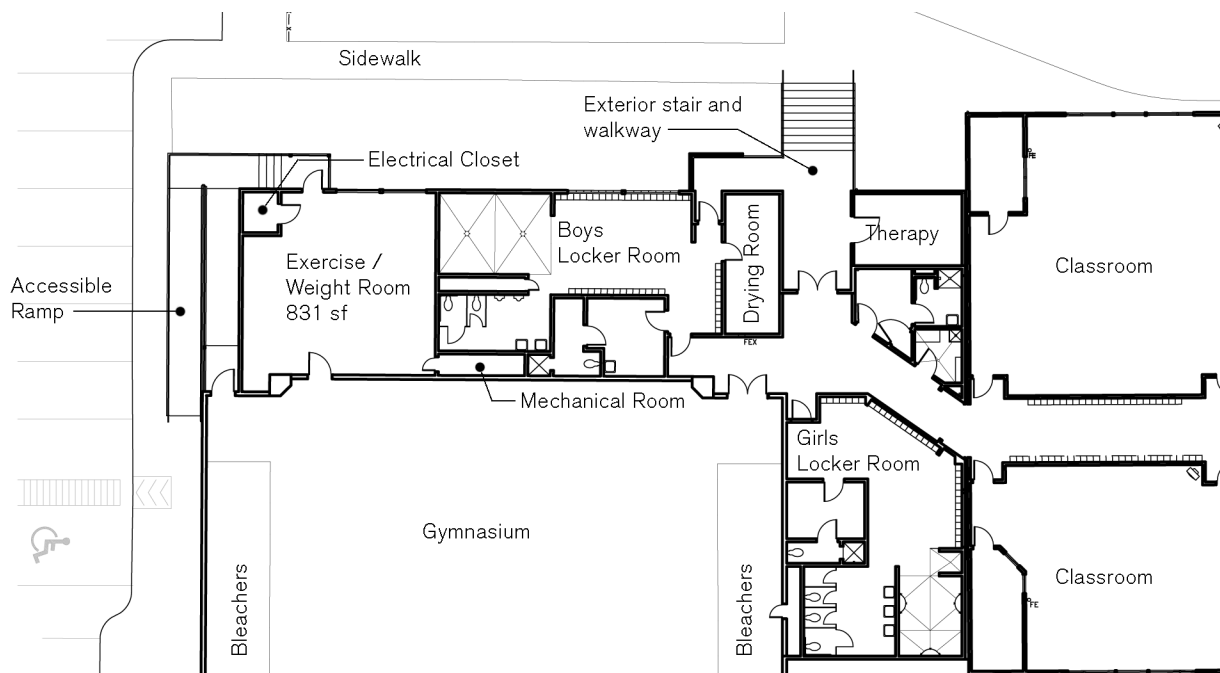 Sidewalk
Exterior stair and
walkway
FE
Electrical Closet
Boys
Locker Room
Drying Room
Therapy
Exercise /
Weight Room
831 sf
Classroom
Accessible
Ramp
FEX
Mechanical Room
Girls
Locker Room
Gymnasium
Bleachers
Bleachers
Classroom
FE